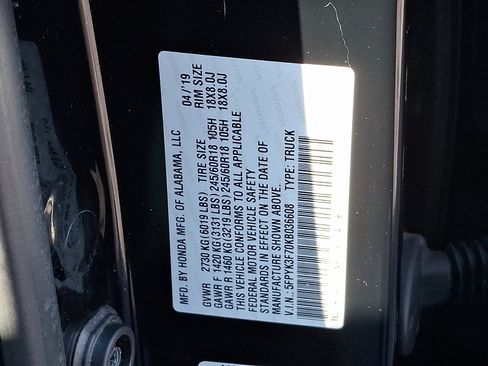 MFD. BY HONDA MFG. OF ALABAMA, LLC 04/'19
TIRE SIZE RIM SIZE
GVWR 2730 KG(6019 LBS)
GAWR F 1420 KG(3131 LBS) 245/60R18 105H 18X8.0J
GAWR R 1460 KG(3219 LBS) 245/60R18 105H 18X8.0J
THIS VEHICLE CONFORMS TO ALL APPLICABLE
FEDERAL MOTOR VEHICLE SAFETY
STANDARDS IN EFFECT ON THE DATE OF
MANUFACTURE SHOWN ABOVE.
V.I.N.: 5FPYK3F70KB036608 TYPE: TRUCK